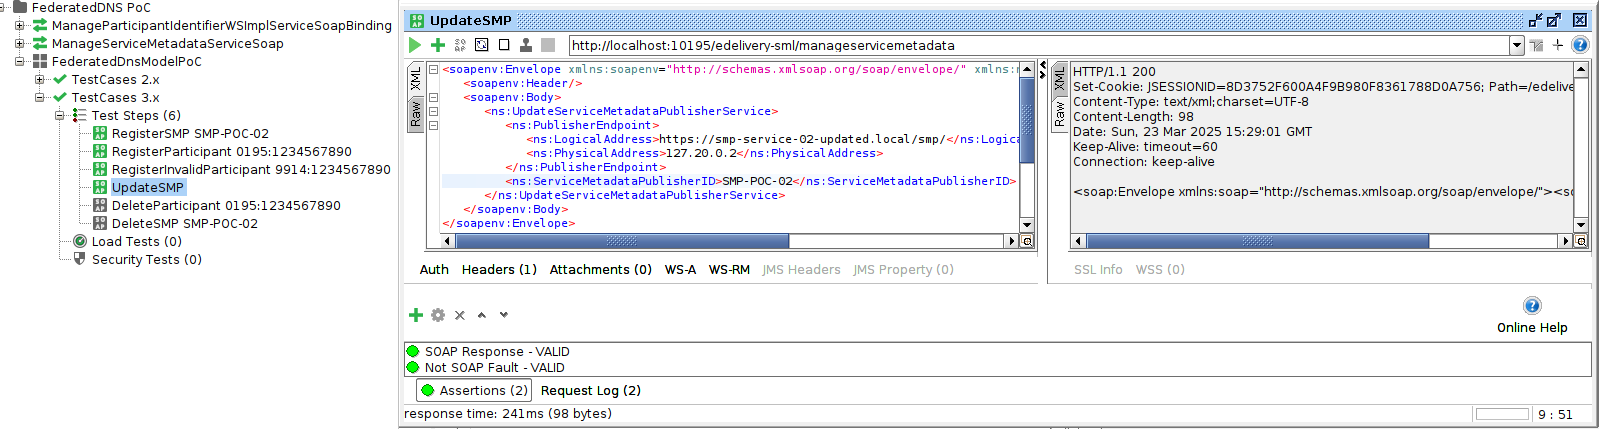 FederatedDNS PoC
ManageParticipantIdentifierWSImplServiceSoapBinding
ManageServiceMetadataServiceSoap
FederatedDnsModelPoC
TestCases 2.x
TestCases 3.x
Test Steps (6)
RegisterSMP SMP-POC-02
RegisterParticipant 0195:1234567890
RegisterInvalidParticipant 9914:1234567890
UpdateSMP
DeleteParticipant 0195:1234567890
DeleteSMP SMP-POC-02
Load Tests (0)
Security Tests (0)
UpdateSMP
http://localhost:10195/edelivery-sml/manageservicemetadata
XML
Raw
<soapenv:Envelope xmlns:soapenv="http://schemas.xmlsoap.org/soap/envelope/" xmlns:
<soapenv:Header/>
<soapenv:Body>
<ns:UpdateServiceMetadataPublisherService>
<ns:PublisherEndpoint>
<ns:LogicalAddress>https://smp-service-02-updated.local/smp/</ns:Logica
<ns:PhysicalAddress>127.20.0.2</ns:PhysicalAddress>
</ns:PublisherEndpoint>
<ns:ServiceMetadataPublisherID>SMP-POC-02</ns:ServiceMetadataPublisherID>
</ns:UpdateServiceMetadataPublisherService>
</soapenv:Body>
</soapenv:Envelope>
Auth Headers (1) Attachments (0) WS-A WS-RM JMS Headers JMS Property (0)
XML
Raw
HTTP/1.1 200
Set-Cookie: JSESSIONID=8D3752F600A4F9B980F8361788D0A756; Path=/edelive
Content-Type: text/xml;charset=UTF-8
Content-Length: 98
Date: Sun, 23 Mar 2025 15:29:01 GMT
Keep-Alive: timeout=60
Connection: keep-alive
<soap:Envelope xmlns:soap="http://schemas.xmlsoap.org/soap/envelope/"><so
SSL Info WSS (0)
Online Help
SOAP Response - VALID
Not SOAP Fault - VALID
Assertions (2) Request Log (2)
response time: 241ms (98 bytes)
9 : 51